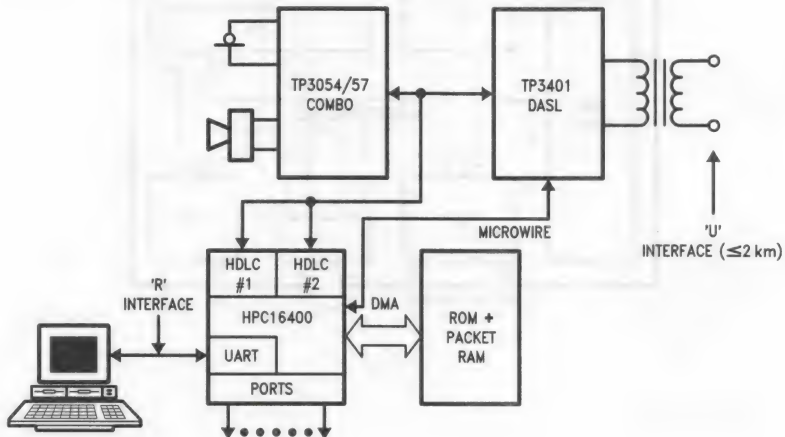 TP3054/57
COMBO
TP3401
DASL
MICROWIRE
'U'
INTERFACE (≤2 km)
HDLC
#1
HDLC
#2
'R'
INTERFACE
HPC16400
DMA
ROM +
PACKET
RAM
UART
PORTS